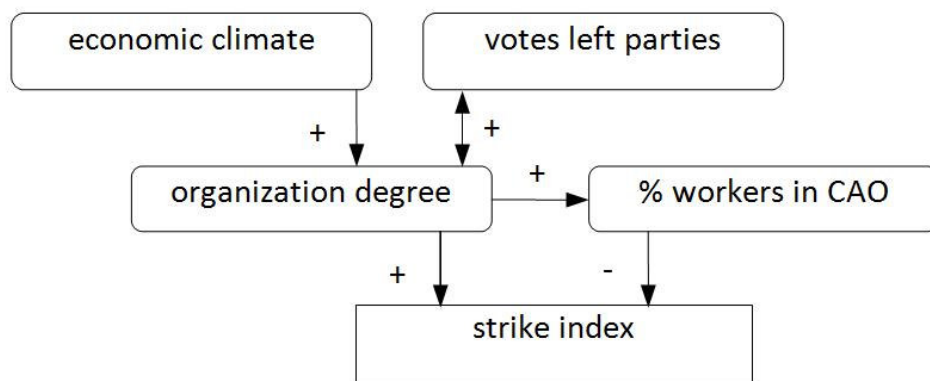 economic climate
votes left parties
+
+
organization degree
+
% workers in CAO
+
-
strike index